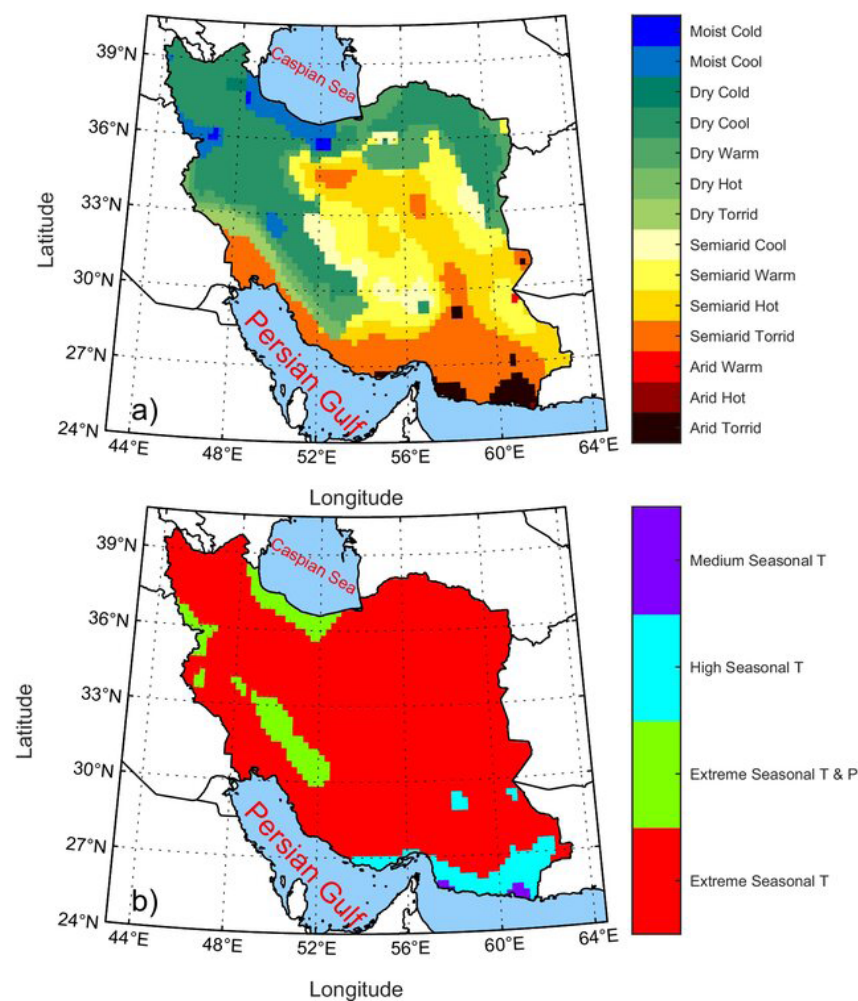 39°N
36°N
33°N
30°N
27°N
24°N
Latitude
Caspian Sea
Persian Gulf
a)
44°E 48°E 52°E 56°E 60°E 64°E
Longitude
Moist Cold
Moist Cool
Dry Cold
Dry Cool
Dry Warm
Dry Hot
Dry Torrid
Semiarid Cool
Semiarid Warm
Semiarid Hot
Semiarid Torrid
Arid Warm
Arid Hot
Arid Torrid
39°N
36°N
33°N
30°N
27°N
24°N
Latitude
Caspian Sea
Persian Gulf
b)
44°E 48°E 52°E 56°E 60°E 64°E
Longitude
Medium Seasonal T
High Seasonal T
Extreme Seasonal T & P
Extreme Seasonal T